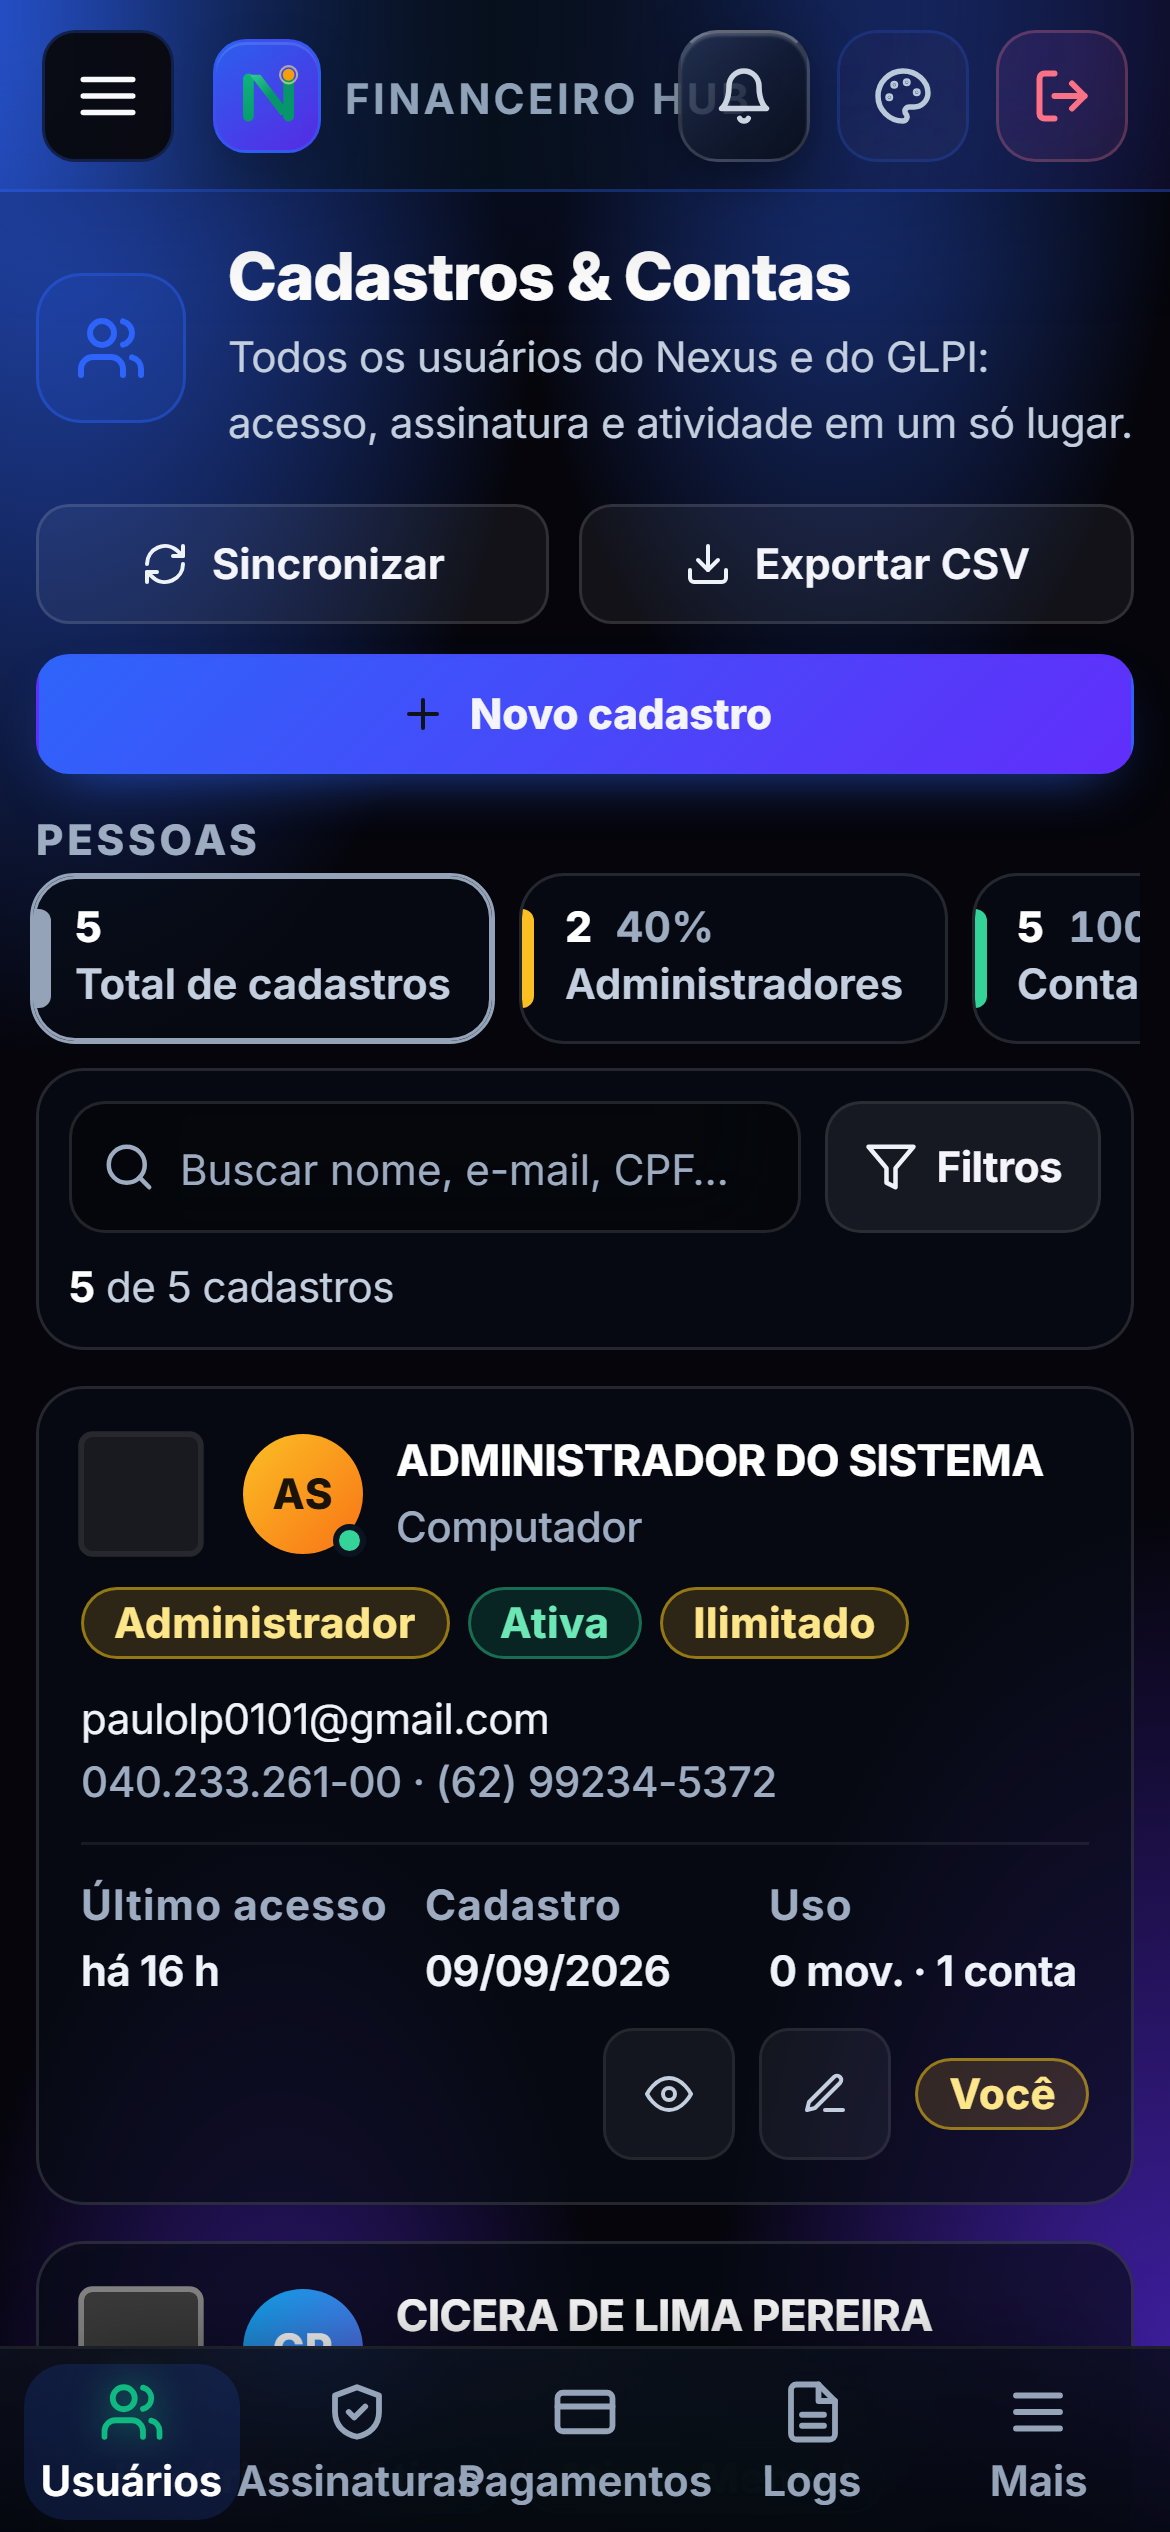 FINANCEIRO HUB
Cadastros & Contas
Todos os usuários do Nexus e do GLPI:
acesso, assinatura e atividade em um só lugar.
Sincronizar
Exportar CSV
Novo cadastro
PESSOAS
5
Total de cadastros
2 40%
Administradores
5 100
Conta
Buscar nome, e-mail, CPF...
Filtros
5 de 5 cadastros
AS
ADMINISTRADOR DO SISTEMA
Computador
Administrador
Ativa
Ilimitado
paulolp0101@gmail.com
040.233.261-00 · (62) 99234-5372
Último acesso
há 16 h
Cadastro
09/09/2026
Uso
0 mov. · 1 conta
Você
CICERA DE LIMA PEREIRA
Usuários
Assinaturas
Pagamentos
Logs
Mais